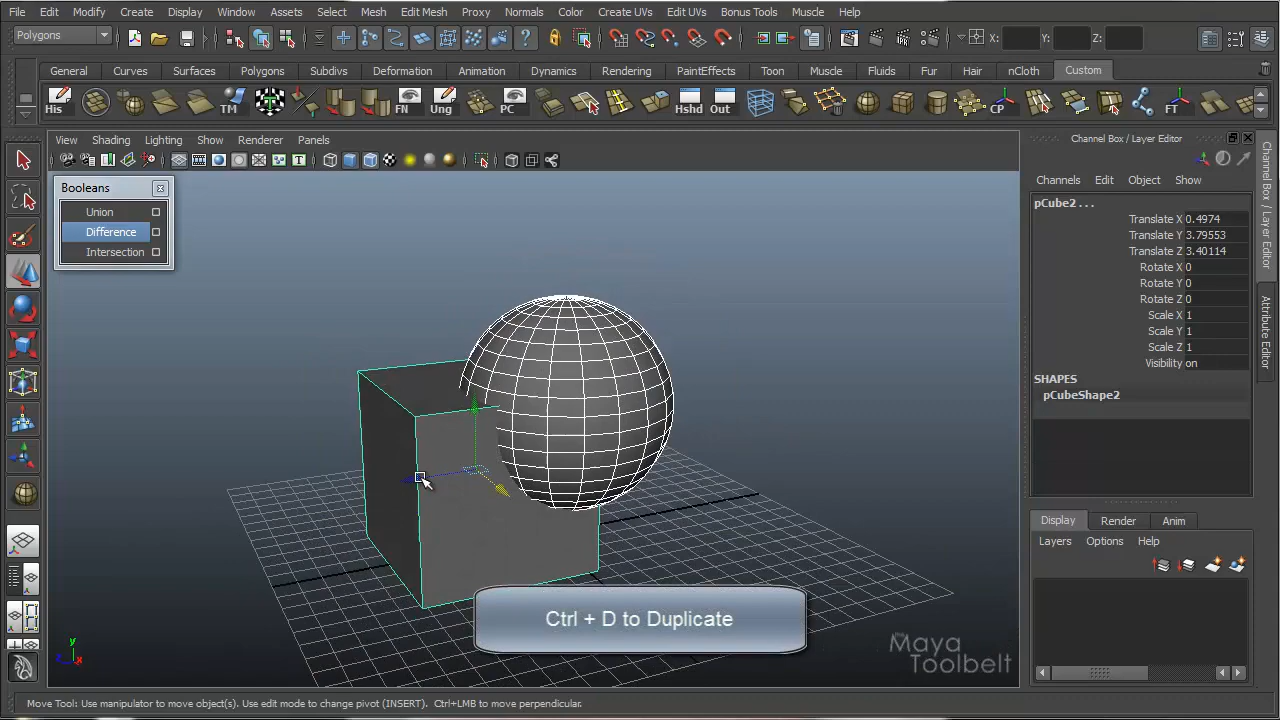 File Edit Modify Create Display Window Assets Select Mesh Edit Mesh Proxy Normals Color Create UVs Edit UVs Bonus Tools Muscle Help
Polygons X: Y: Z:
General Curves Surfaces Polygons Subdivs Deformation Animation Dynamics Rendering PaintEffects Toon Muscle Fluids Fur Hair nCloth Custom
His TM FN Ung PC Hshd Out CP FT
View Shading Lighting Show Renderer Panels
Channel Box / Layer Editor
Channels Edit Object Show
Booleans
Union
Difference
Intersection
pCube2 . . .
Translate X 0.4974
Translate Y 3.79553
Translate Z 3.40114
Rotate X 0
Rotate Y 0
Rotate Z 0
Scale X 1
Scale Y 1
Scale Z 1
Visibility on
SHAPES
pCubeShape2
Channel Box / Layer Editor
Attribute Editor
Display Render Anim
Layers Options Help
Ctrl + D to Duplicate
Maya
Toolbelt
y
z x
Move Tool: Use manipulator to move object(s). Use edit mode to change pivot (INSERT). Ctrl+LMB to move perpendicular.